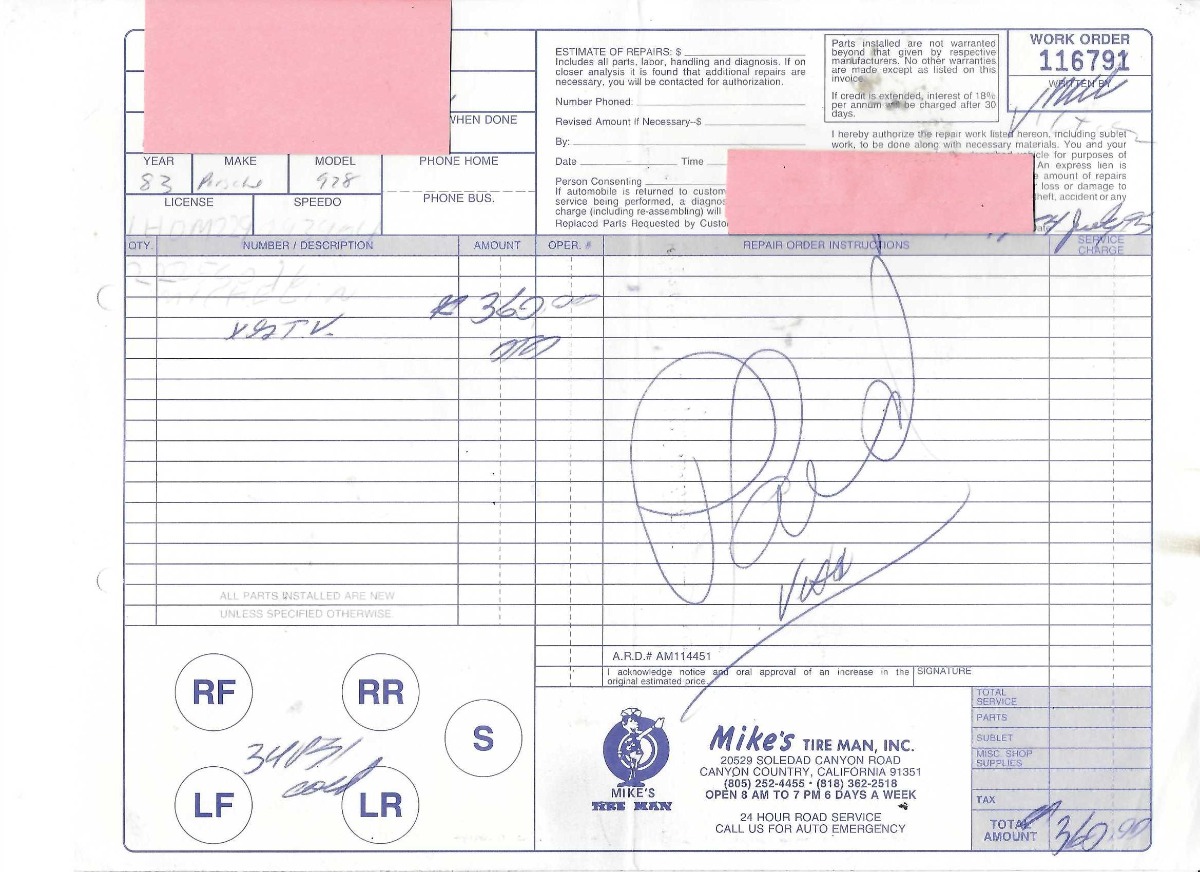 ESTIMATE OF REPAIRS: $
Includes all parts, labor, handling and diagnosis. If on
closer analysis it is found that additional repairs are
necessary, you will be contacted for authorization.
Number Phoned:
Revised Amount If Necessary-$
By:
Date Time
Person Consenting
If automobile is returned to custom
service being performed, a diagnos
charge (including re-assembling) will
Replaced Parts Requested by Custo
Parts installed are not warranted
beyond that given by respective
manufacturers. No other warranties
are made except as listed on this
invoice.
If credit is extended, interest of 18%
per annum will be charged after 30
days.
WORK ORDER
116791
WRITTEN BY
I hereby authorize the repair work listed hereon, including sublet
work, to be done along with necessary materials. You and your
hicle for purposes of
An express lien is
e amount of repairs
r loss or damage to
heft, accident or any
Date
WHEN DONE
YEAR MAKE MODEL PHONE HOME
83 Porsche 928
PHONE BUS.
LICENSE SPEEDO
QTY. NUMBER / DESCRIPTION AMOUNT OPER. # REPAIR ORDER INSTRUCTIONS SERVICE CHARGE
360.00
Paid
Visa
ALL PARTS INSTALLED ARE NEW
UNLESS SPECIFIED OTHERWISE
A.R.D.# AM114451
I acknowledge notice and oral approval of an increase in the
original estimated price.
SIGNATURE
RF RR
S
cold
LF LR
MIKE'S
TIRE MAN
Mike's TIRE MAN, INC.
20529 SOLEDAD CANYON ROAD
CANYON COUNTRY, CALIFORNIA 91351
(805) 252-4455 • (818) 362-2518
OPEN 8 AM TO 7 PM 6 DAYS A WEEK
24 HOUR ROAD SERVICE
CALL US FOR AUTO EMERGENCY
TOTAL SERVICE
PARTS
SUBLET
MISC SHOP SUPPLIES
TAX
TOTAL AMOUNT 360.00